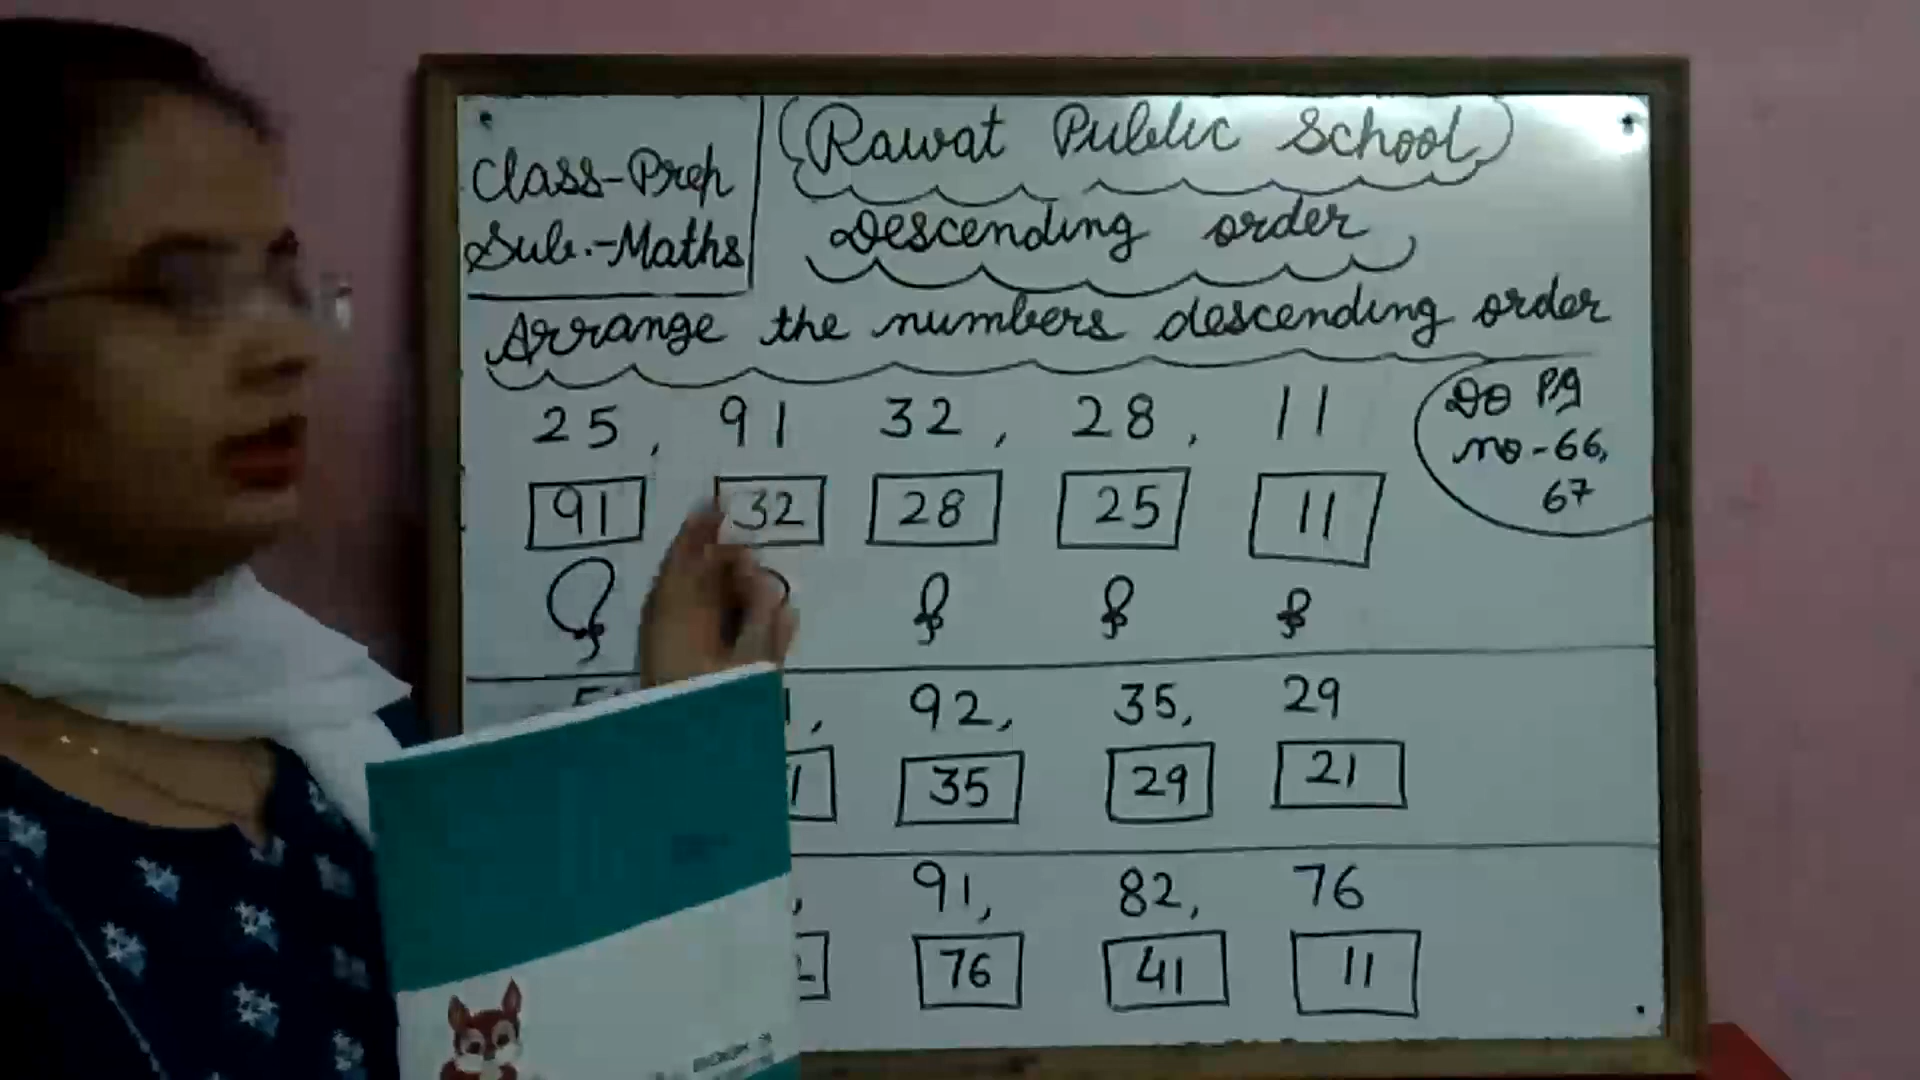 Class-Prep
Sub.-Maths
Rawat Public School
Descending order
Arrange the numbers descending order
Do Pg
no-66,
67
25, 91 32, 28, 11
91 32 28 25 11
92, 35, 29
35 29 21
91, 82, 76
76 41 11